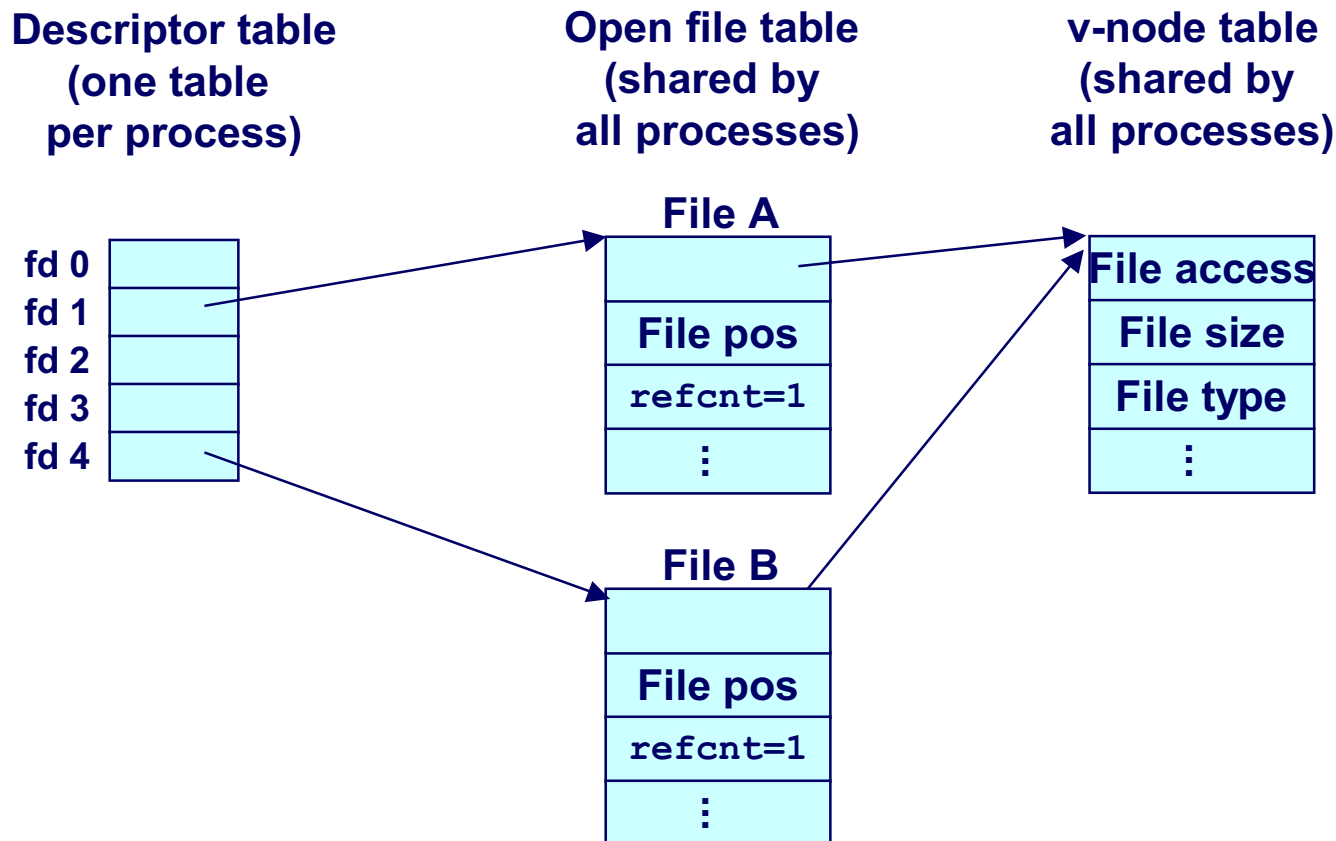 Descriptor table
(one table
per process)
Open file table
(shared by
all processes)
v-node table
(shared by
all processes)
fd 0
fd 1
fd 2
fd 3
fd 4
File A
File pos
refcnt=1
⋮
File B
File pos
refcnt=1
⋮
File access
File size
File type
⋮